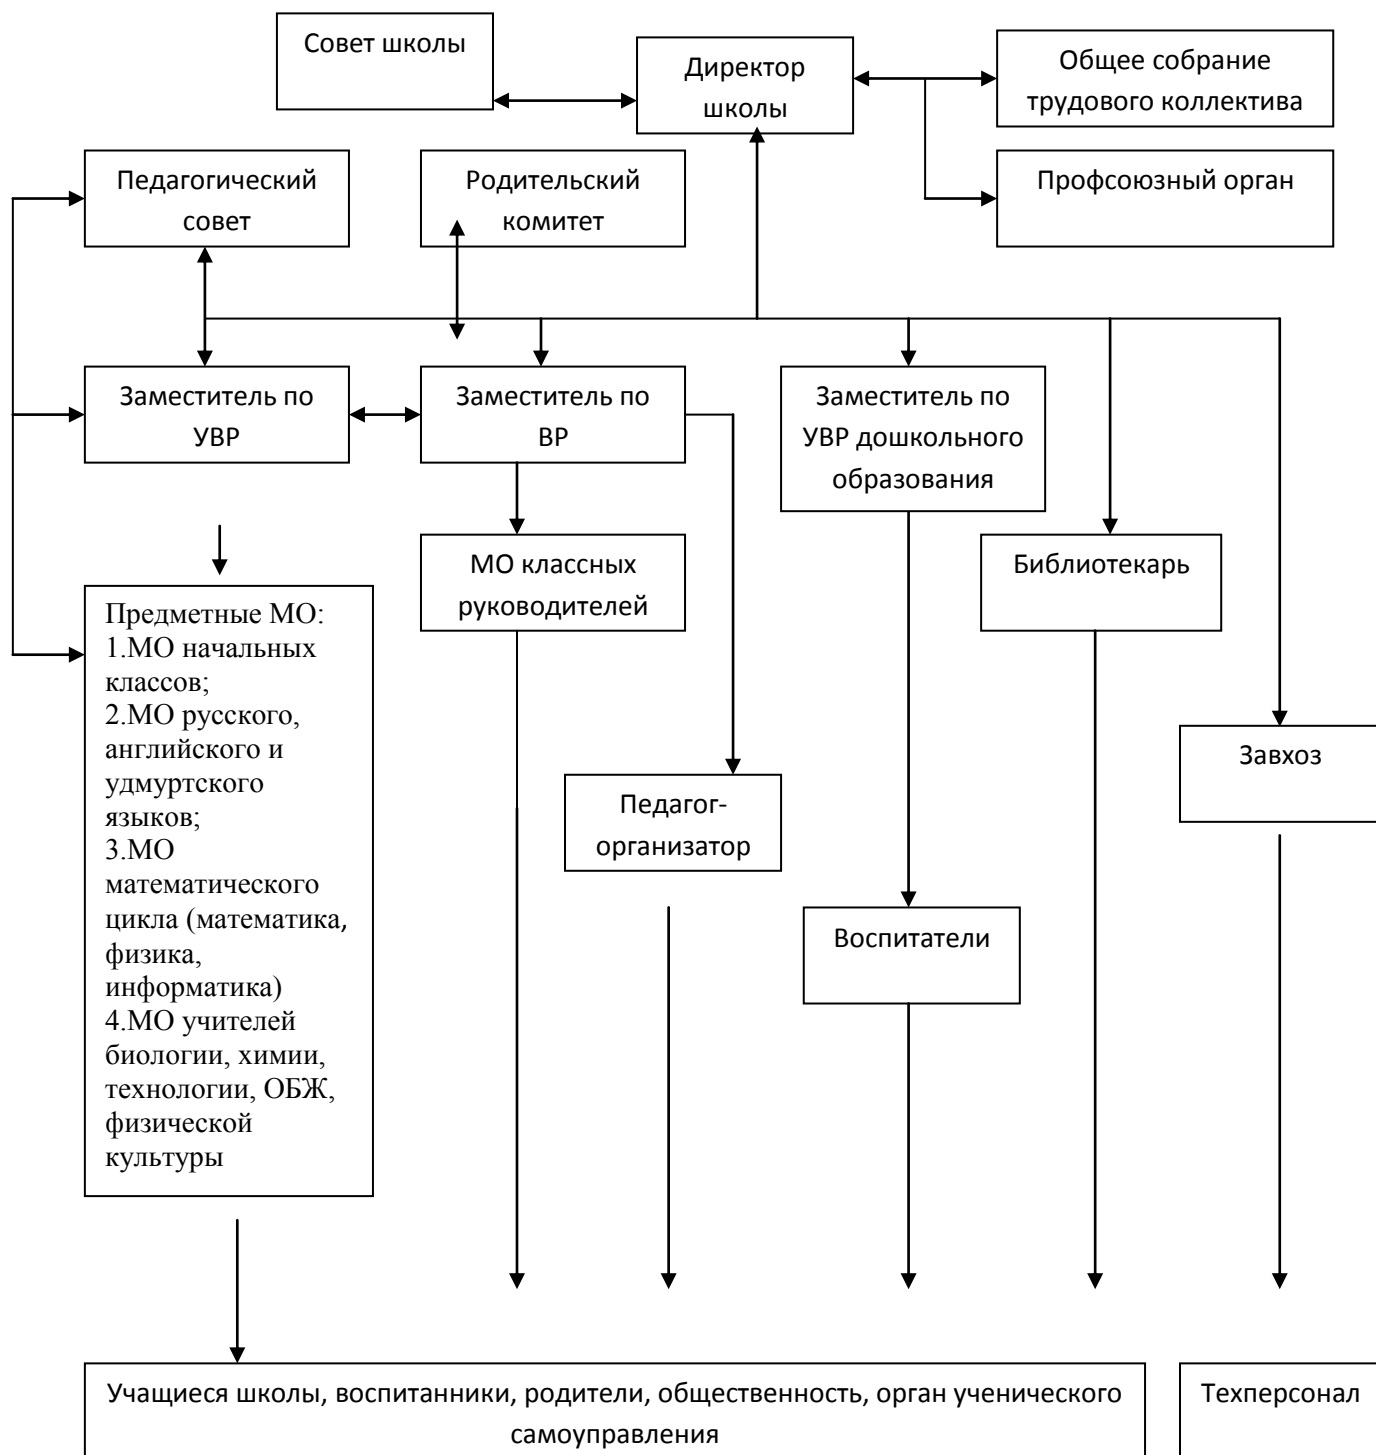 Совет школы
Директор
школы
Общее собрание
трудового коллектива
Педагогический
совет
Родительский
комитет
Профсоюзный орган
Заместитель по
УВР
Заместитель по
ВР
Заместитель по
УВР дошкольного
образования
МО классных
руководителей
Библиотекарь
Предметные МО:
1.МО начальных
классов;
2.МО русского,
английского и
удмуртского
языков;
3.МО
математического
цикла (математика,
физика,
информатика)
4.МО учителей
биологии, химии,
технологии, ОБЖ,
физической
культуры
Завхоз
Педагог-
организатор
Воспитатели
Учащиеся школы, воспитанники, родители, общественность, орган ученического
самоуправления
Техперсонал